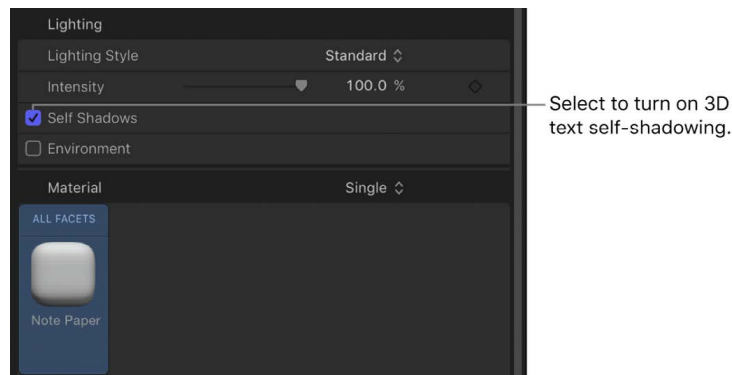 Lighting
Lighting Style Standard
Intensity 100.0 %
Self Shadows
Environment
Select to turn on 3D
text self-shadowing.
Material Single
ALL FACETS
Note Paper